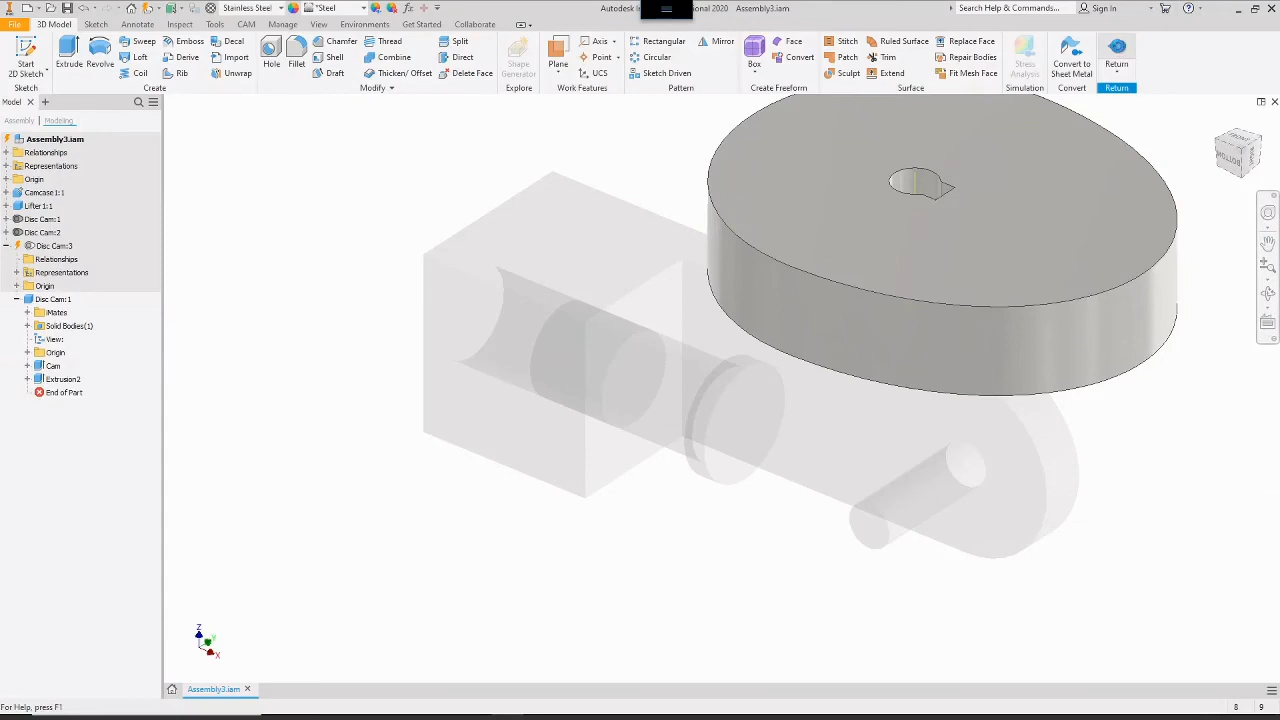 Stainless Steel
*Steel
Autodesk In
onal 2020
Assembly3.iam
Search Help & Commands...
Sign In
File
3D Model
Sketch
Annotate
Inspect
Tools
CAM
Manage
View
Environments
Get Started
Collaborate
Start
2D Sketch
Sketch
Extrude
Revolve
Sweep
Emboss
Decal
Loft
Derive
Import
Coil
Rib
Unwrap
Create
Hole
Fillet
Chamfer
Thread
Split
Shell
Combine
Direct
Draft
Thicken/ Offset
Delete Face
Modify
Shape
Generator
Explore
Plane
Axis
Point
UCS
Work Features
Rectangular
Mirror
Circular
Sketch Driven
Pattern
Box
Face
Convert
Create Freeform
Stitch
Ruled Surface
Replace Face
Patch
Trim
Repair Bodies
Sculpt
Extend
Fit Mesh Face
Surface
Stress
Analysis
Simulation
Convert to
Sheet Metal
Convert
Return
Return
Model
Assembly
Modeling
Assembly3.iam
Relationships
Representations
Origin
Camcase1:1
Lifter 1:1
Disc Cam:1
Disc Cam:2
Disc Cam:3
Relationships
Representations
Origin
Disc Cam:1
iMates
Solid Bodies(1)
View:
Origin
Cam
Extrusion2
End of Part
BOTTOM
Z
Y
X
Assembly3.iam
For Help, press F1
8
9